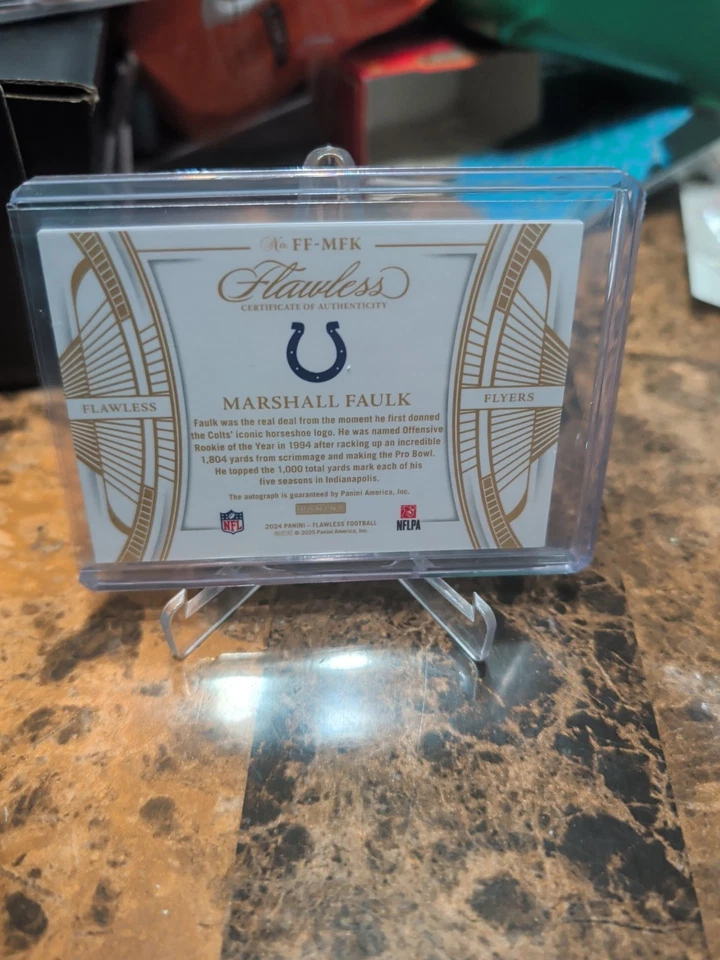 No. FF-MFK
Flawless
CERTIFICATE OF AUTHENTICITY
MARSHALL FAULK
FLAWLESS
FLYERS
Faulk was the real deal from the moment he first donned
the Colts' iconic horseshoe logo. He was named Offensive
Rookie of the Year in 1994 after racking up an incredible
1,804 yards from scrimmage and making the Pro Bowl.
He topped the 1,000 total yards mark each of his
five seasons in Indianapolis.
The autograph is guaranteed by Panini America, Inc.
PANINI
NFL
2024 PANINI - FLAWLESS FOOTBALL
© 2025 Panini America, Inc.
NFLPA